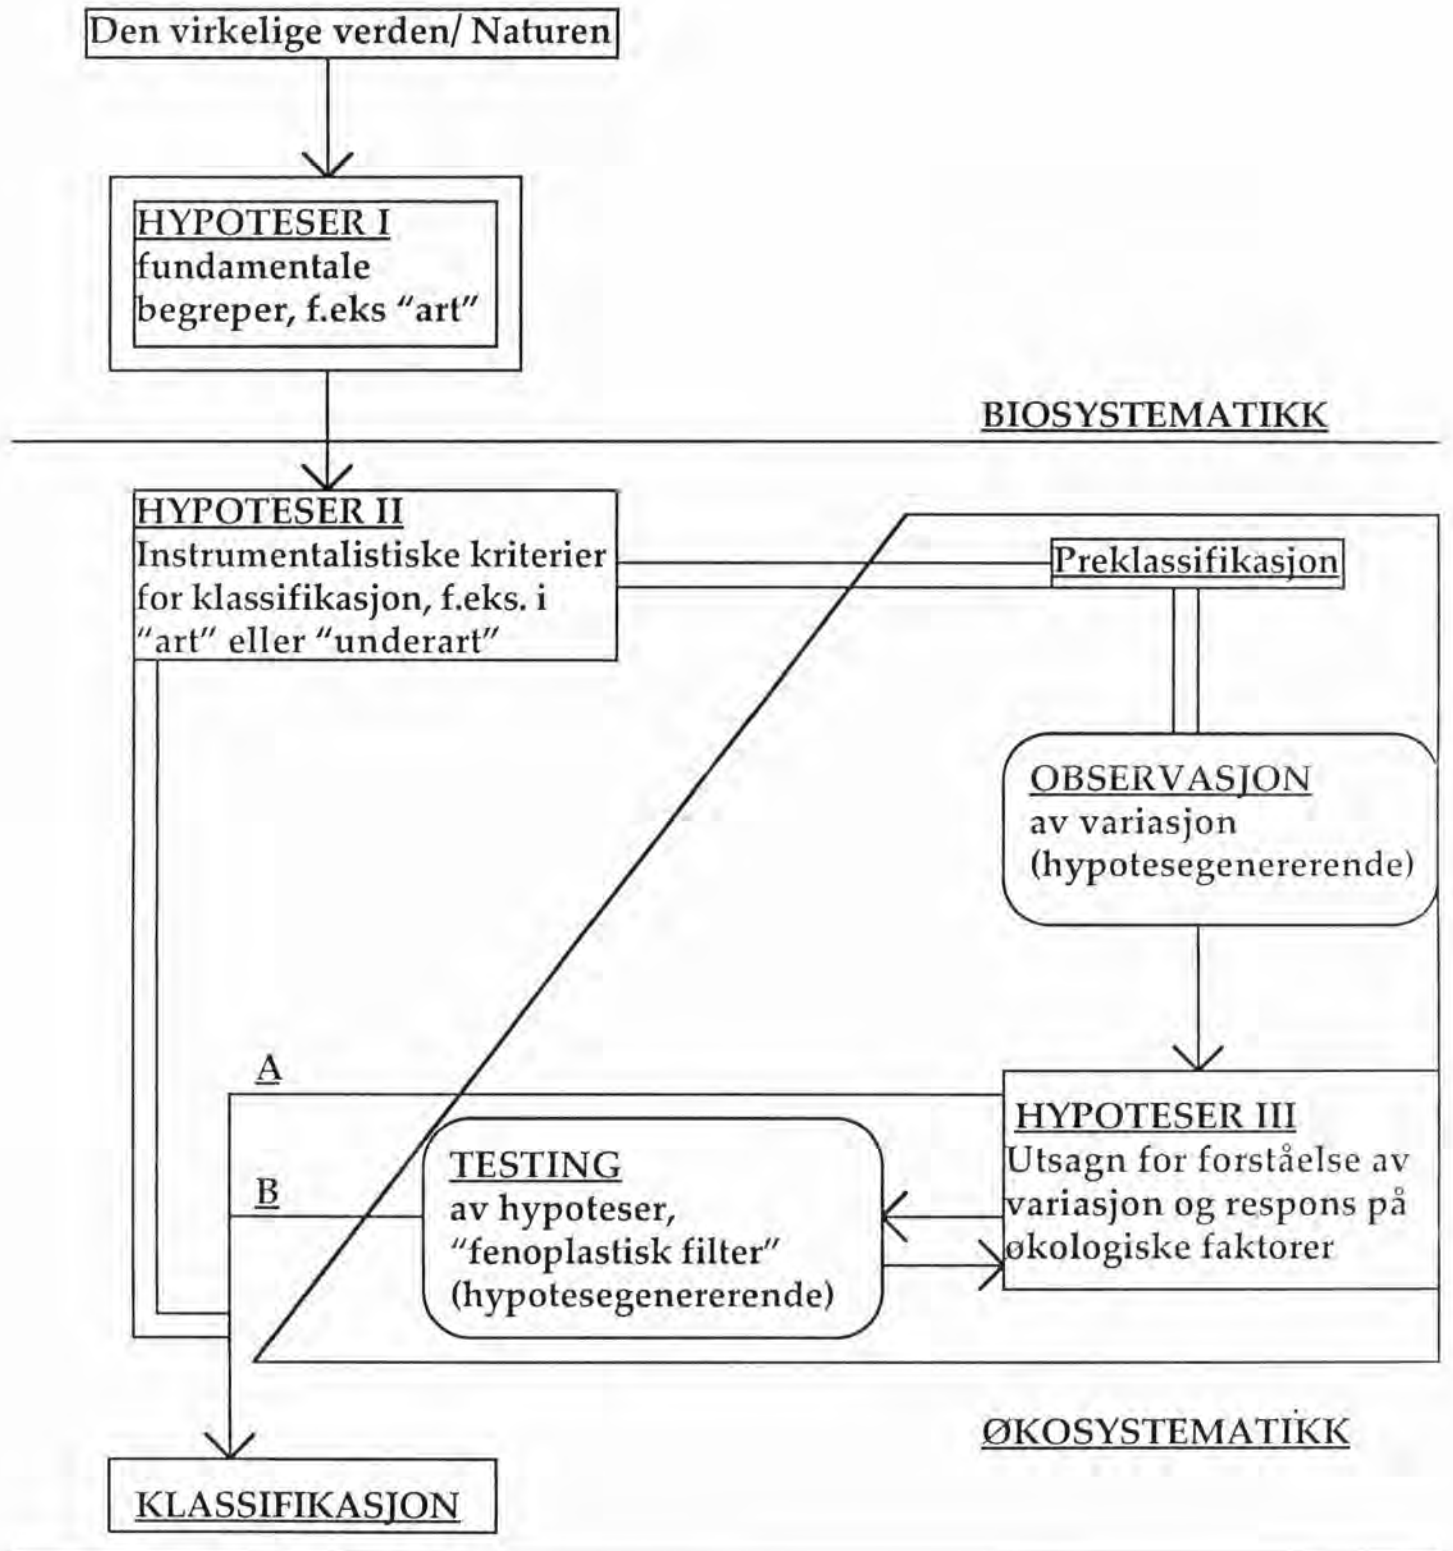 Den virkelige verden/ Naturen
HYPOTESER I
fundamentale
begreper, f.eks “art”
BIOSYSTEMATIKK
HYPOTESER II
Instrumentalistiske kriterier
for klassifikasjon, f.eks. i
“art” eller “underart”
Preklassifikasjon
OBSERVASJON
av variasjon
(hypotesegenererende)
A
HYPOTESER III
Utsagn for forståelse av
variasjon og respons på
økologiske faktorer
B
TESTING
av hypoteser,
“fenoplastisk filter”
(hypotesegenererende)
ØKOSYSTEMATIKK
KLASSIFIKASJON